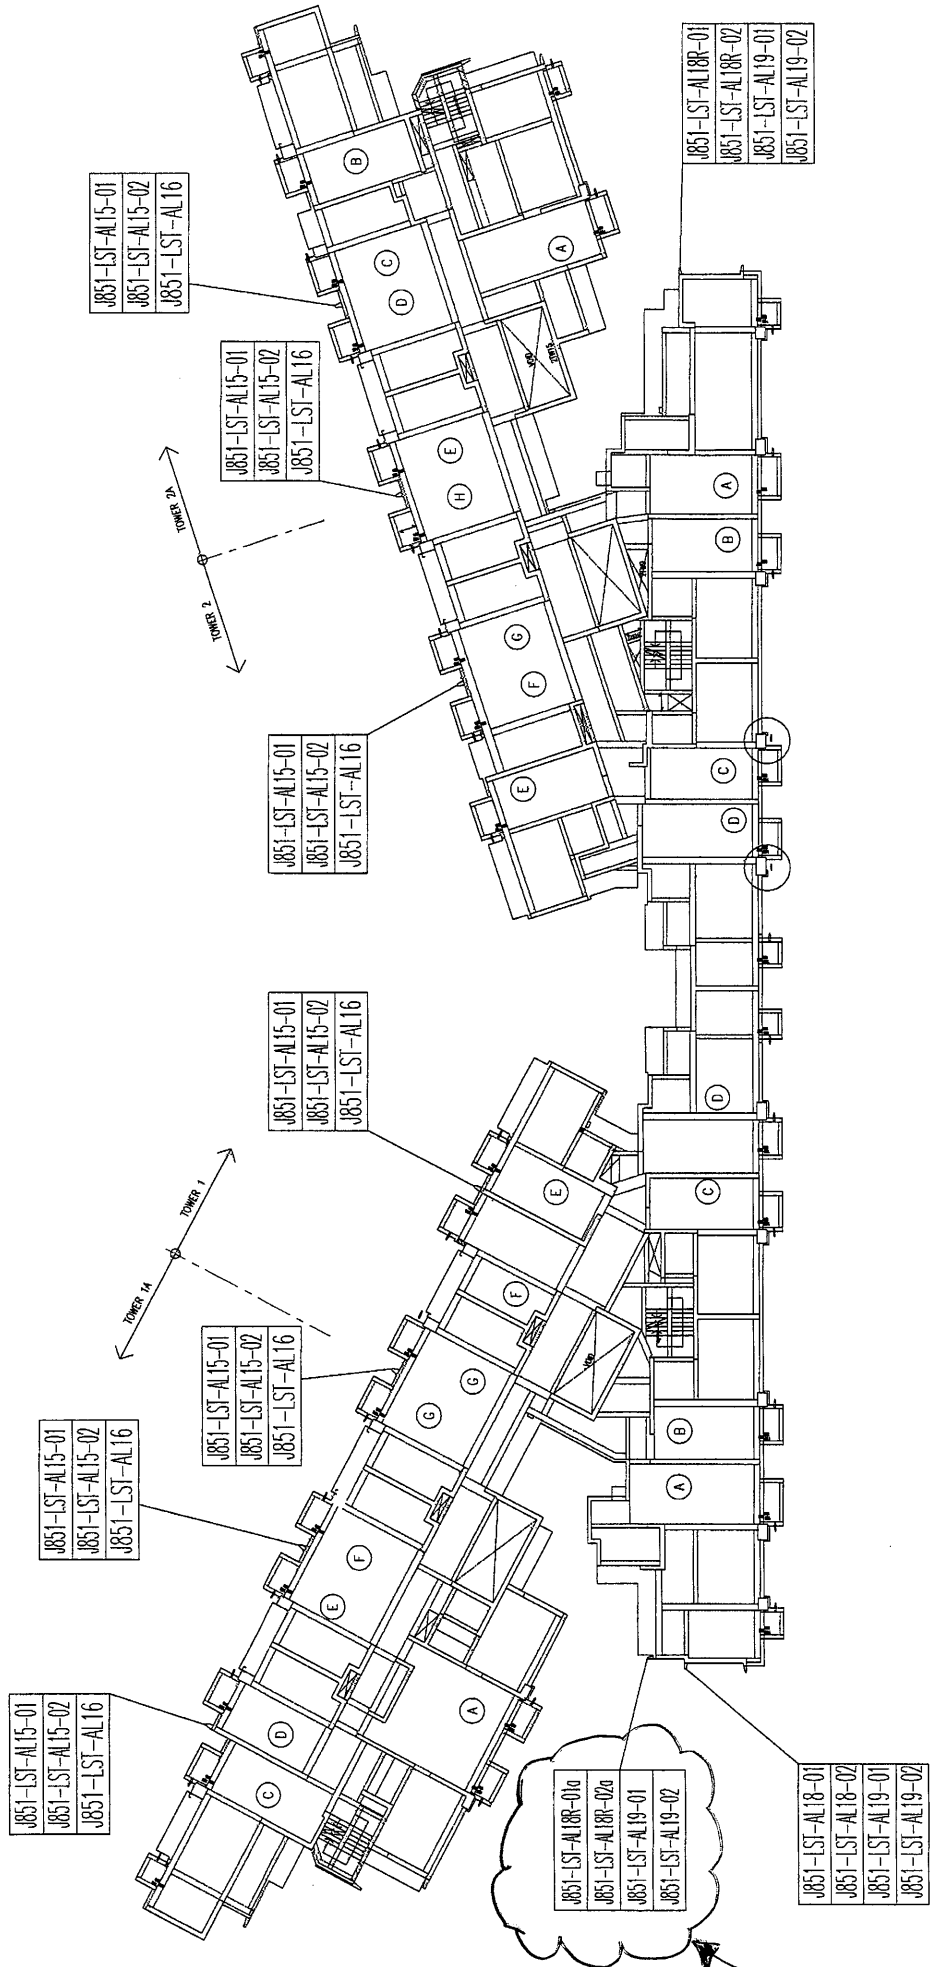 J851-LST-AL18R-01
J851-LST-AL18R-02
J851-LST-AL19-01
J851-LST-AL19-02
J851-LST-AL15-01
J851-LST-AL15-02
J851-LST-AL16
J851-LST-AL15-01
J851-LST-AL15-02
J851-LST-AL16
TOWER 2A
TOWER 2
J851-LST-AL15-01
J851-LST-AL15-02
J851-LST-AL16
J851-LST-AL15-01
J851-LST-AL15-02
J851-LST-AL16
TOWER 1
TOWER 1A
J851-LST-AL15-01
J851-LST-AL15-02
J851-LST-AL16
J851-LST-AL15-01
J851-LST-AL15-02
J851-LST-AL16
J851-LST-AL15-01
J851-LST-AL15-02
J851-LST-AL16
J851-LST-AL18R-01a
J851-LST-AL18R-02a
J851-LST-AL19-01
J851-LST-AL19-02
J851-LST-AL18-01
J851-LST-AL18-02
J851-LST-AL19-01
J851-LST-AL19-02
B
A
C
D
VOID
E
H
G
F
E
A
B
C
D
D
C
B
A
E
F
G
G
VOID
F
E
A
D
C